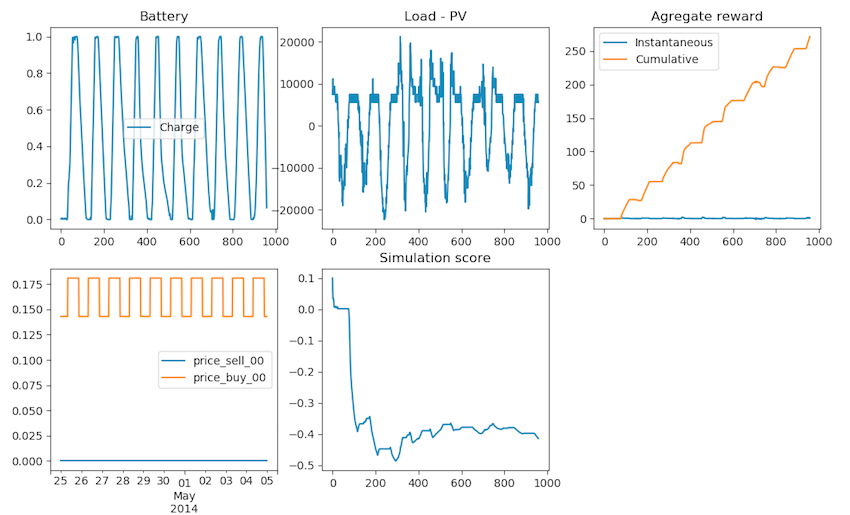 Battery
1.0
0.8
0.6
0.4
0.2
0.0
Charge
0 200 400 600 800 1000
Load - PV
20000
10000
0
−10000
−20000
0 200 400 600 800 1000
Agregate reward
Instantaneous
Cumulative
250
200
150
100
50
0
0 200 400 600 800 1000
0.175
0.150
0.125
0.100
0.075
0.050
0.025
0.000
price_sell_00
price_buy_00
25 26 27 28 29 30 01 02 03 04 05
May
2014
Simulation score
0.1
0.0
−0.1
−0.2
−0.3
−0.4
−0.5
0 200 400 600 800 1000